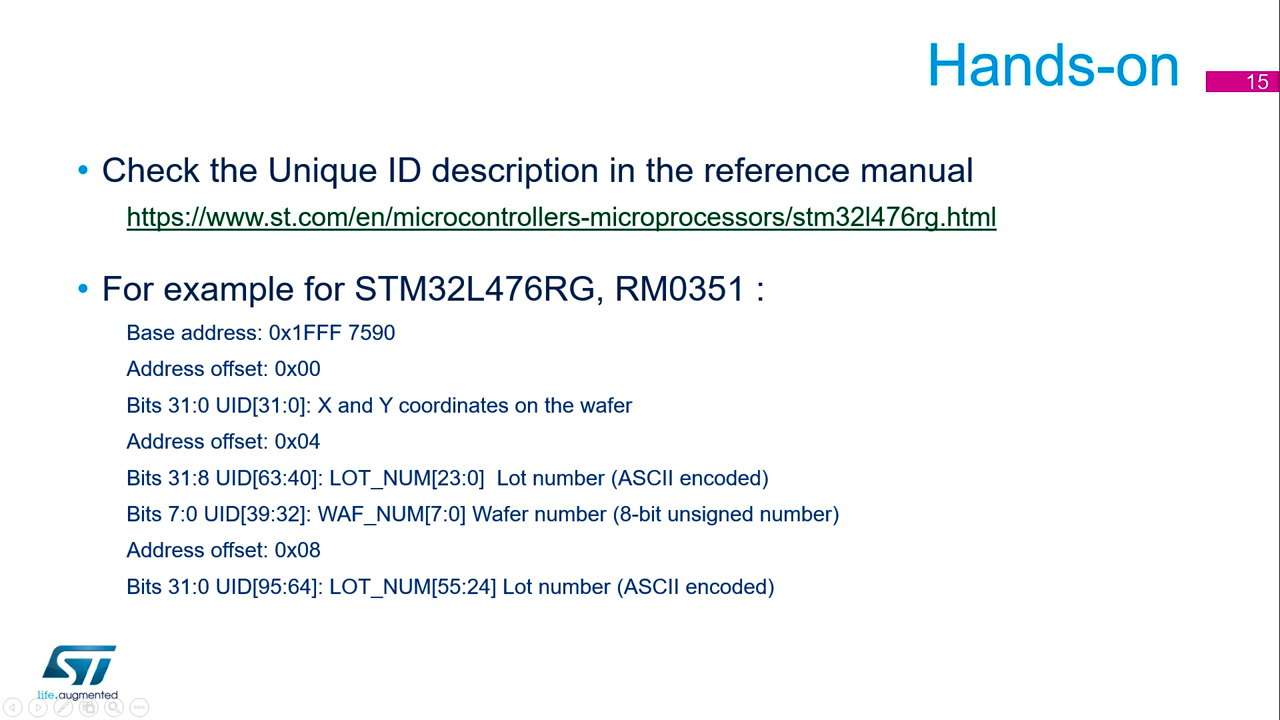 Hands-on
15
• Check the Unique ID description in the reference manual
https://www.st.com/en/microcontrollers-microprocessors/stm32l476rg.html
• For example for STM32L476RG, RM0351 :
Base address: 0x1FFF 7590
Address offset: 0x00
Bits 31:0 UID[31:0]: X and Y coordinates on the wafer
Address offset: 0x04
Bits 31:8 UID[63:40]: LOT_NUM[23:0]  Lot number (ASCII encoded)
Bits 7:0 UID[39:32]: WAF_NUM[7:0] Wafer number (8-bit unsigned number)
Address offset: 0x08
Bits 31:0 UID[95:64]: LOT_NUM[55:24] Lot number (ASCII encoded)
ST
life.augmented